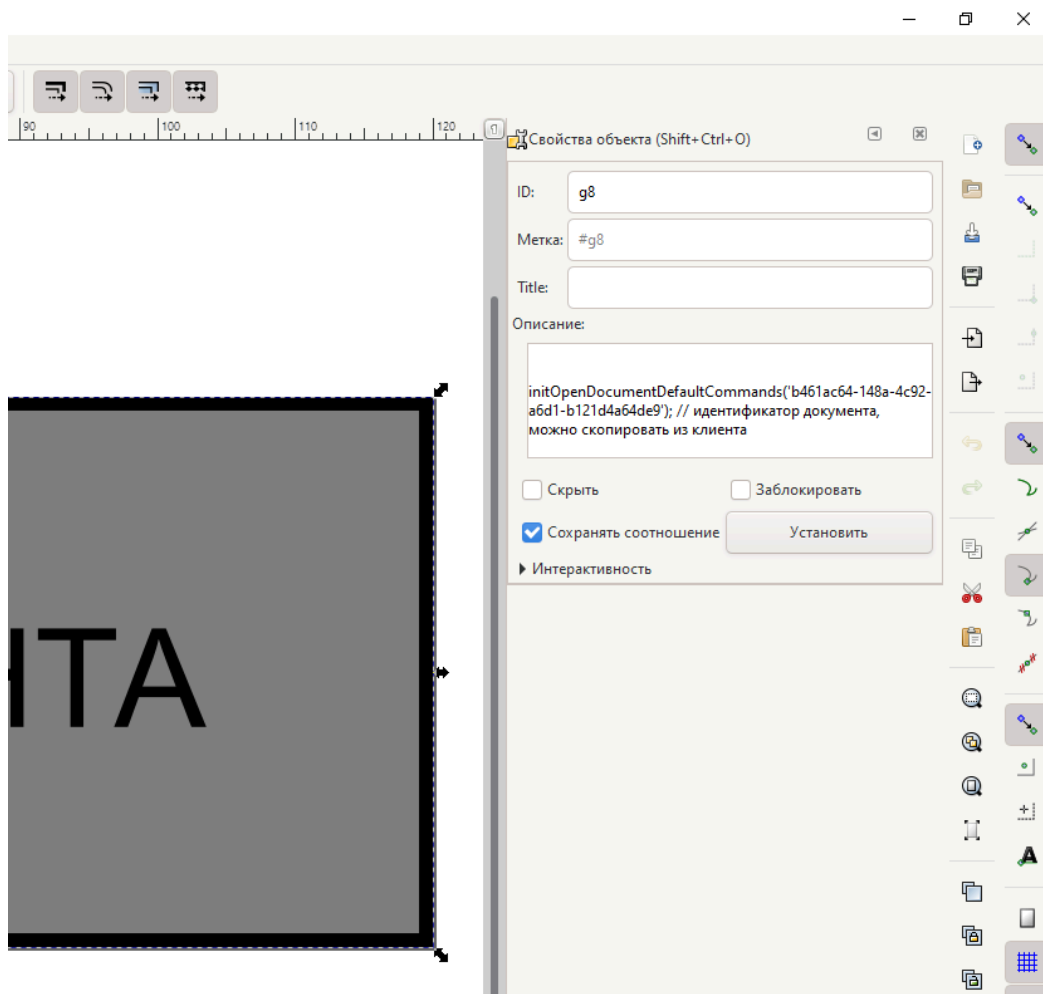 90 100 110 120
Свойства объекта (Shift+Ctrl+O)
ID: g8
Метка: #g8
Title:
Описание:
initOpenDocumentDefaultCommands('b461ac64-148a-4c92-
a6d1-b121d4a64de9'); // идентификатор документа,
можно скопировать из клиента
Скрыть Заблокировать
Сохранять соотношение Установить
Интерактивность
НТА